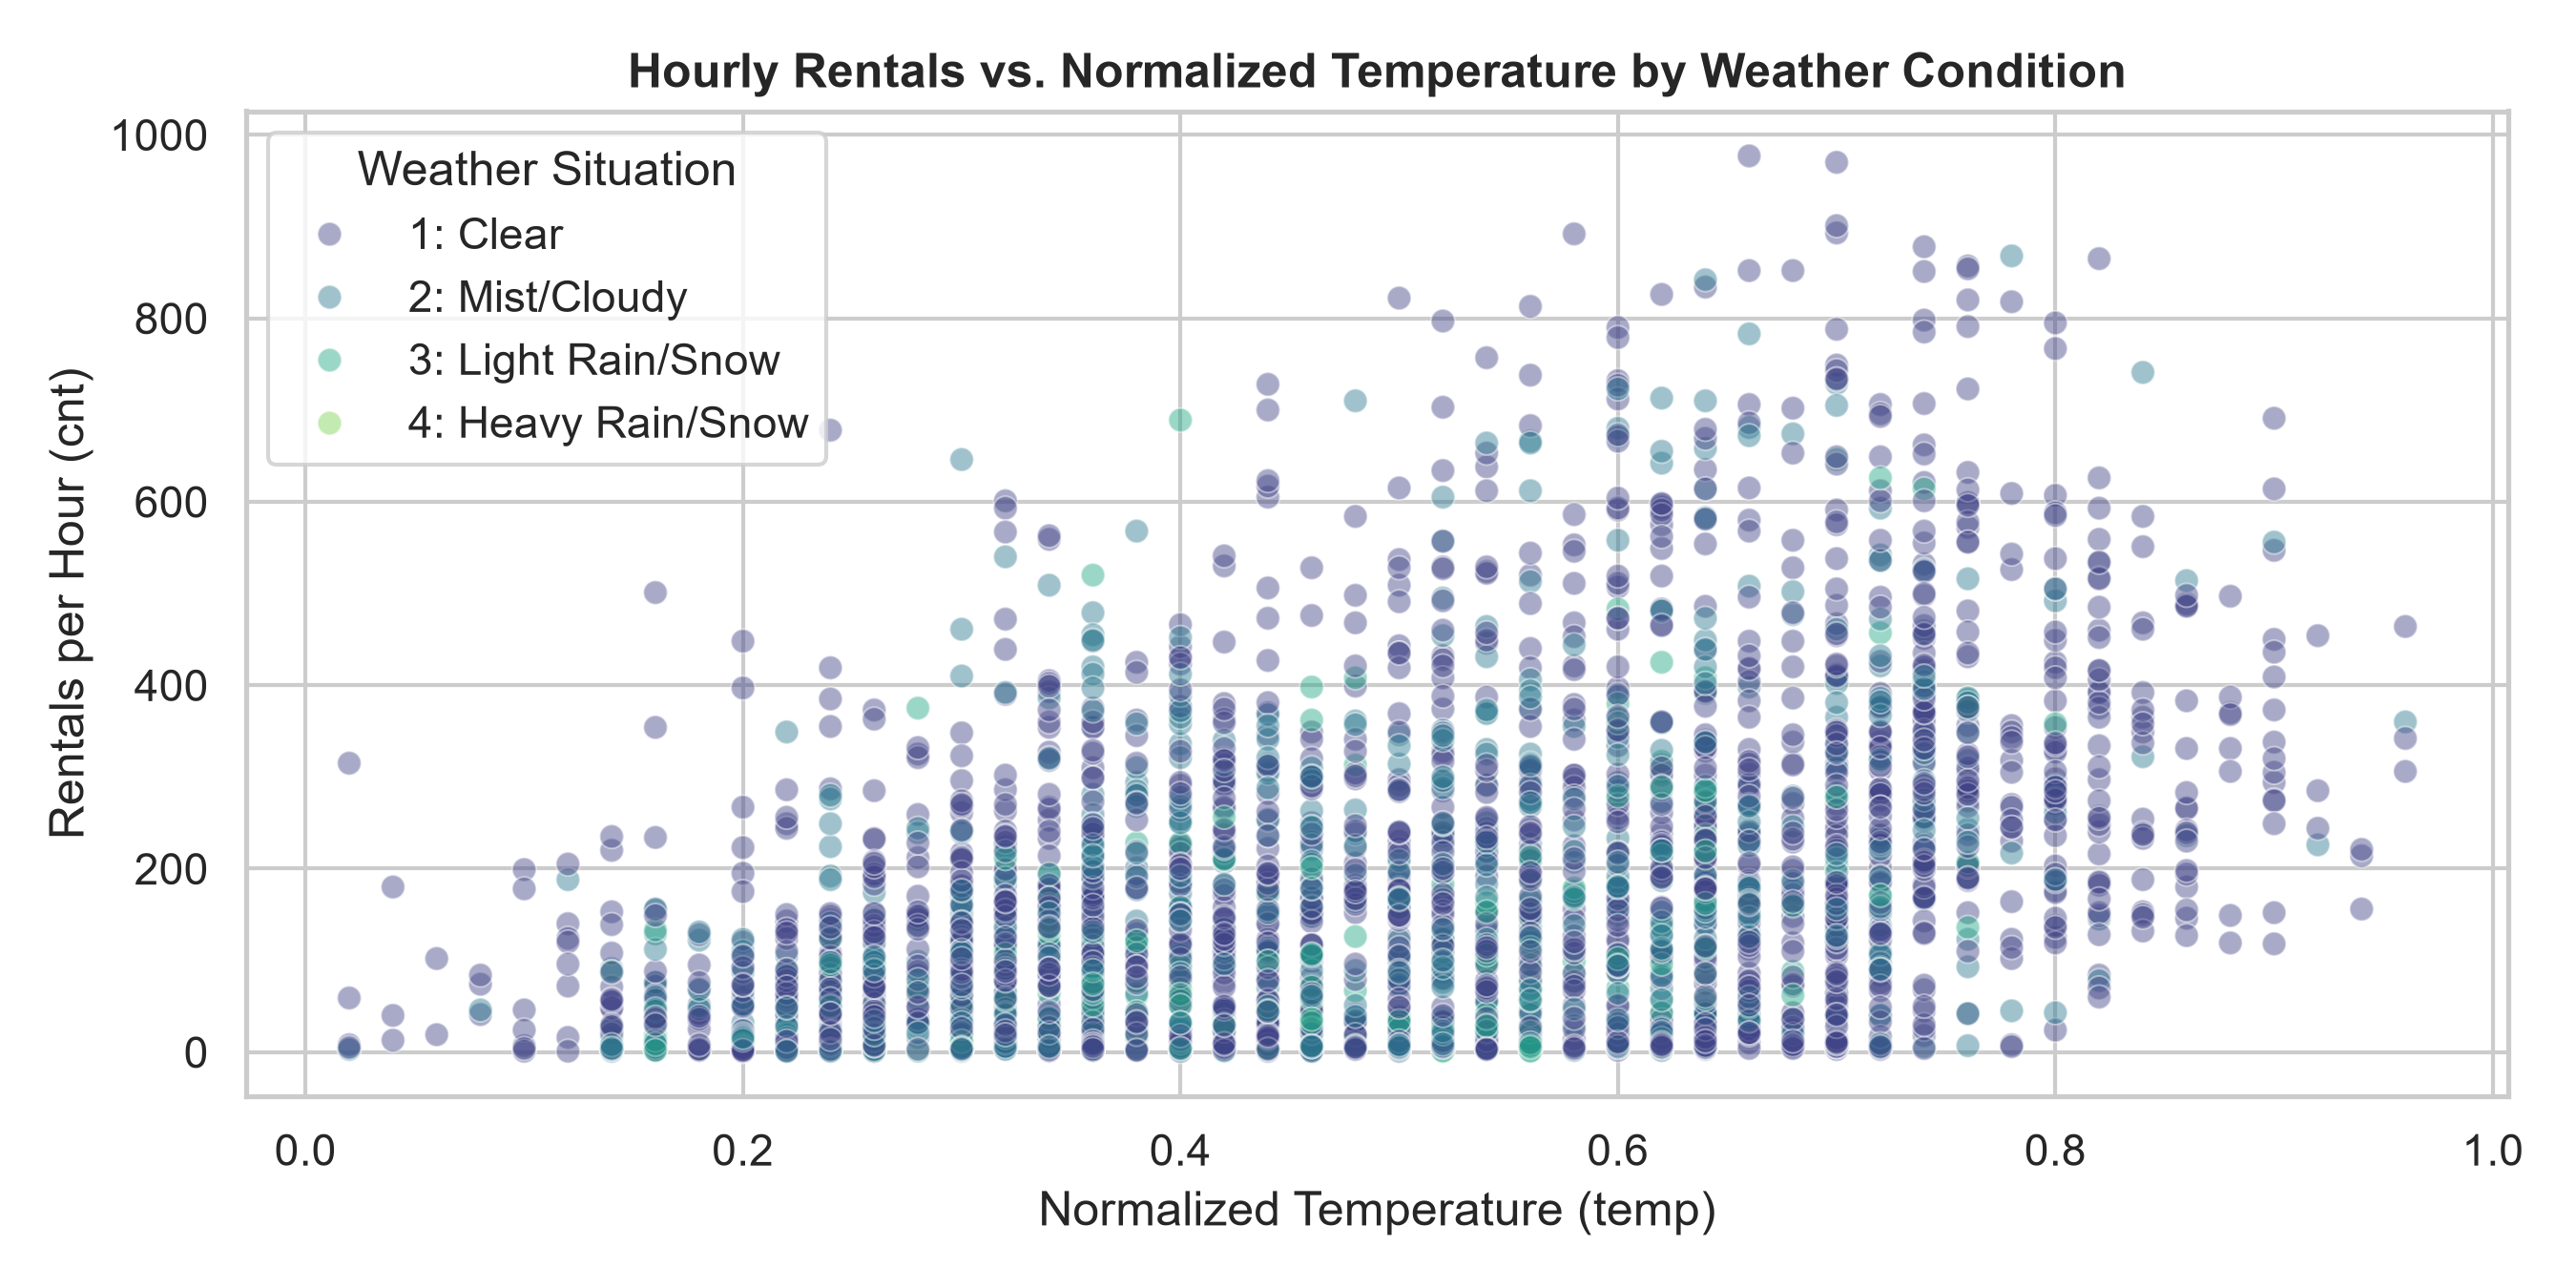 Hourly Rentals vs. Normalized Temperature by Weather Condition
Rentals per Hour (cnt)
1000
800
600
400
200
0
Weather Situation
1: Clear
2: Mist/Cloudy
3: Light Rain/Snow
4: Heavy Rain/Snow
0.0 0.2 0.4 0.6 0.8 1.0
Normalized Temperature (temp)